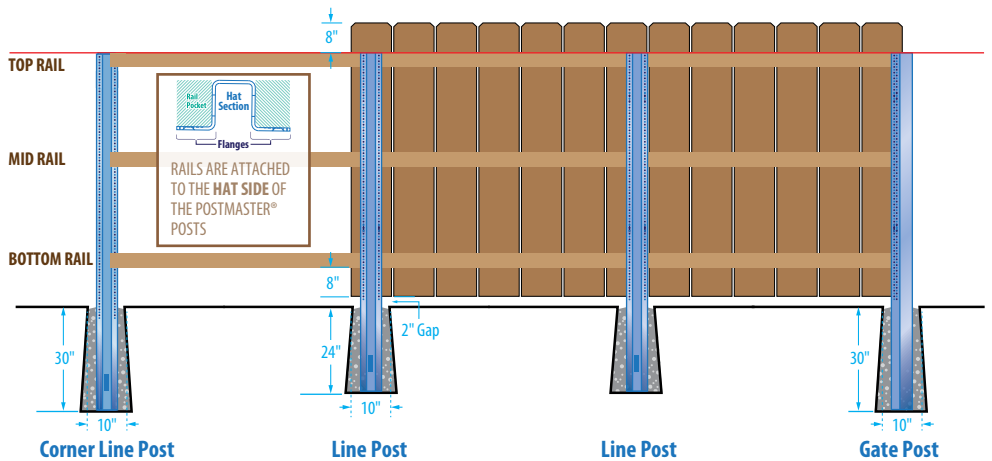 8"
TOP RAIL
Rail
Pocket
Hat
Section
Flanges
MID RAIL
RAILS ARE ATTACHED
TO THE HAT SIDE OF
THE POSTMASTER®
POSTS
BOTTOM RAIL
8"
2" Gap
30"
24"
30"
10"
10"
10"
Corner Line Post
Line Post
Line Post
Gate Post